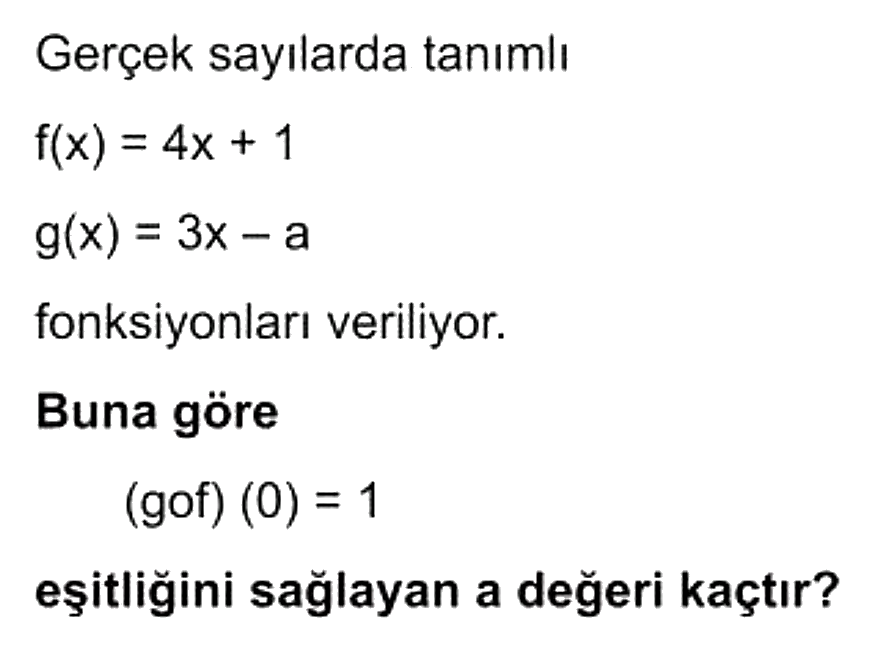 Gerçek sayılarda tanımlı
f(x) = 4x + 1
g(x) = 3x – a
fonksiyonları veriliyor.
Buna göre
(gof) (0) = 1
eşitliğini sağlayan a değeri kaçtır?